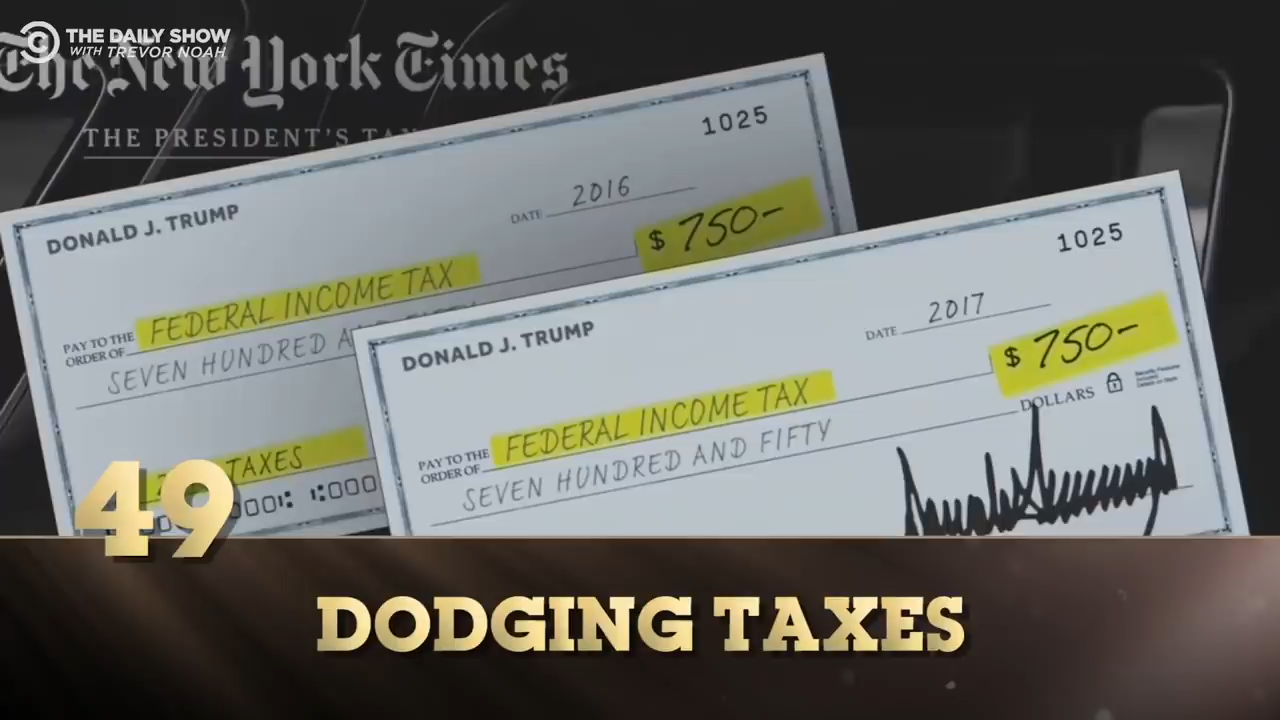 THE DAILY SHOW
WITH TREVOR NOAH
The New York Times
THE PRESIDENT'S
1025
DONALD J. TRUMP
DATE 2016
$ 750-
PAY TO THE
ORDER OF FEDERAL INCOME TAX
SEVEN HUNDRED
TAXES
1025
DONALD J. TRUMP
DATE 2017
$ 750-
PAY TO THE
ORDER OF FEDERAL INCOME TAX
SEVEN HUNDRED AND FIFTY
DOLLARS
49
DODGING TAXES